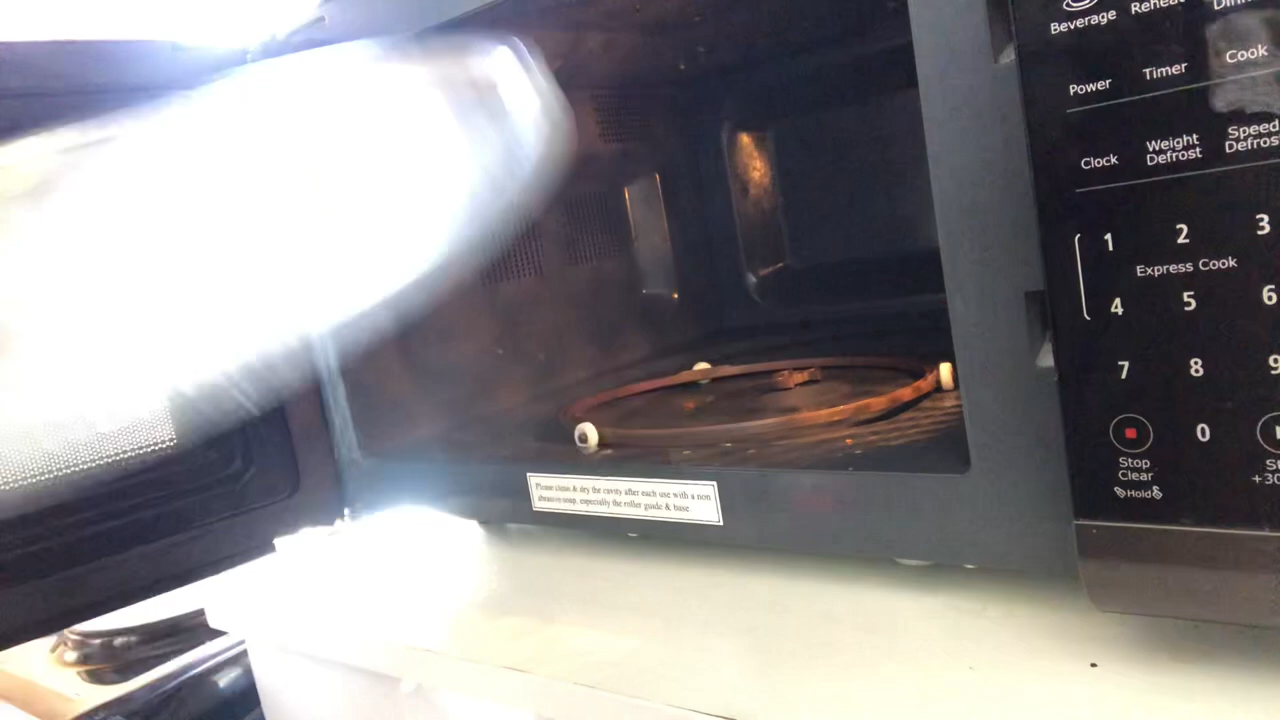 Beverage
Power
Timer
Cook
Clock
Weight
Defrost
Speed
1
2
3
Express Cook
4
5
6
7
8
9
0
Stop
Clear
Hold
+30
Please clean & dry the cavity after each use with a non
abrasive soap, especially the roller guide & base